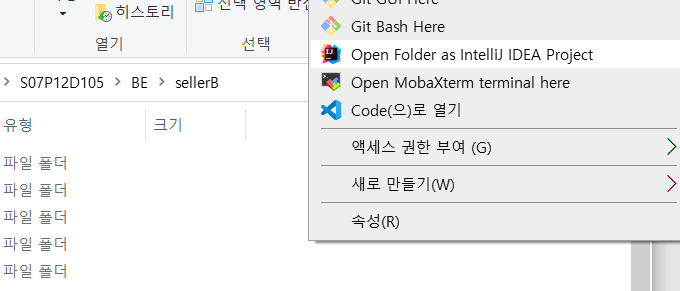 히스토리
선택 영역 반전
열기
선택
S07P12D105 > BE > sellerB
유형
크기
파일 폴더
파일 폴더
파일 폴더
파일 폴더
파일 폴더
Git GUI Here
Git Bash Here
Open Folder as IntelliJ IDEA Project
Open MobaXterm terminal here
Code(으)로 열기
액세스 권한 부여 (G)
새로 만들기(W)
속성(R)